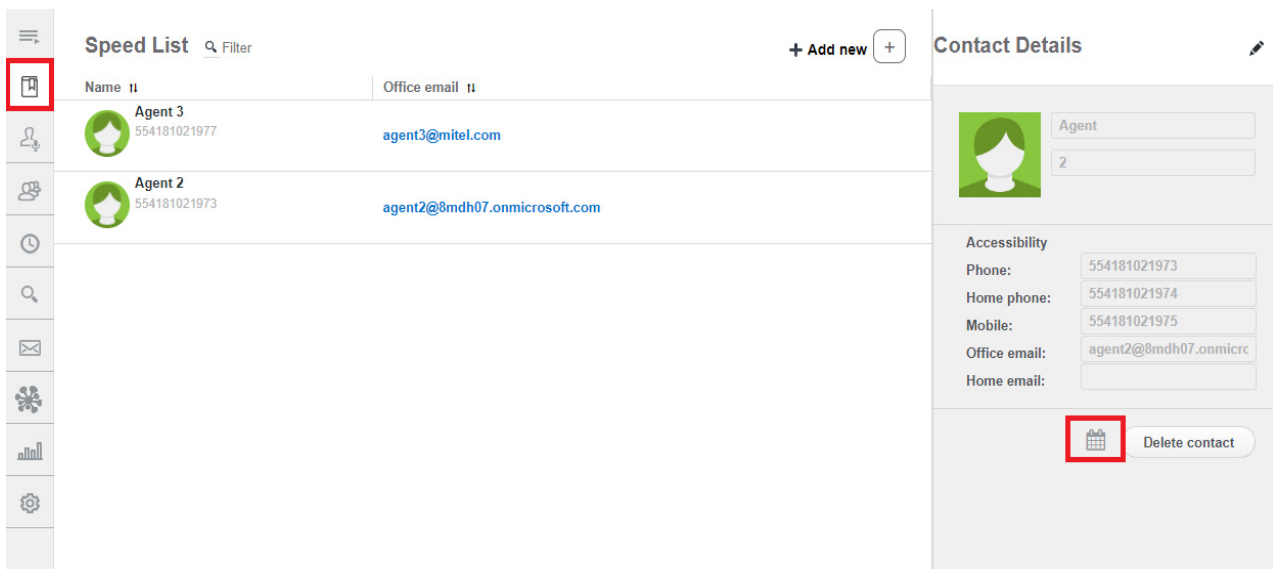 Speed List Filter + Add new +
Name Office email
Agent 3
554181021977
agent3@mitel.com
Agent 2
554181021973
agent2@8mdh07.onmicrosoft.com
Contact Details
Agent
2
Accessibility
Phone: 554181021973
Home phone: 554181021974
Mobile: 554181021975
Office email: agent2@8mdh07.onmicrc
Home email:
Delete contact